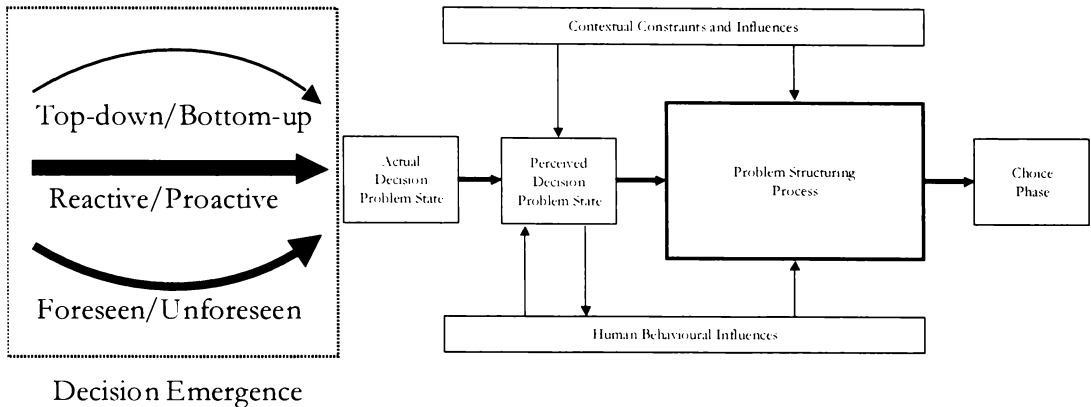 Contextual Constraints and Influences
Top-down/Bottom-up
Reactive/Proactive
Foreseen/Unforeseen
Decision Emergence
Actual
Decision
Problem State
Perceived
Decision
Problem State
Problem Structuring
Process
Choice
Phase
Human Behavioural Influences